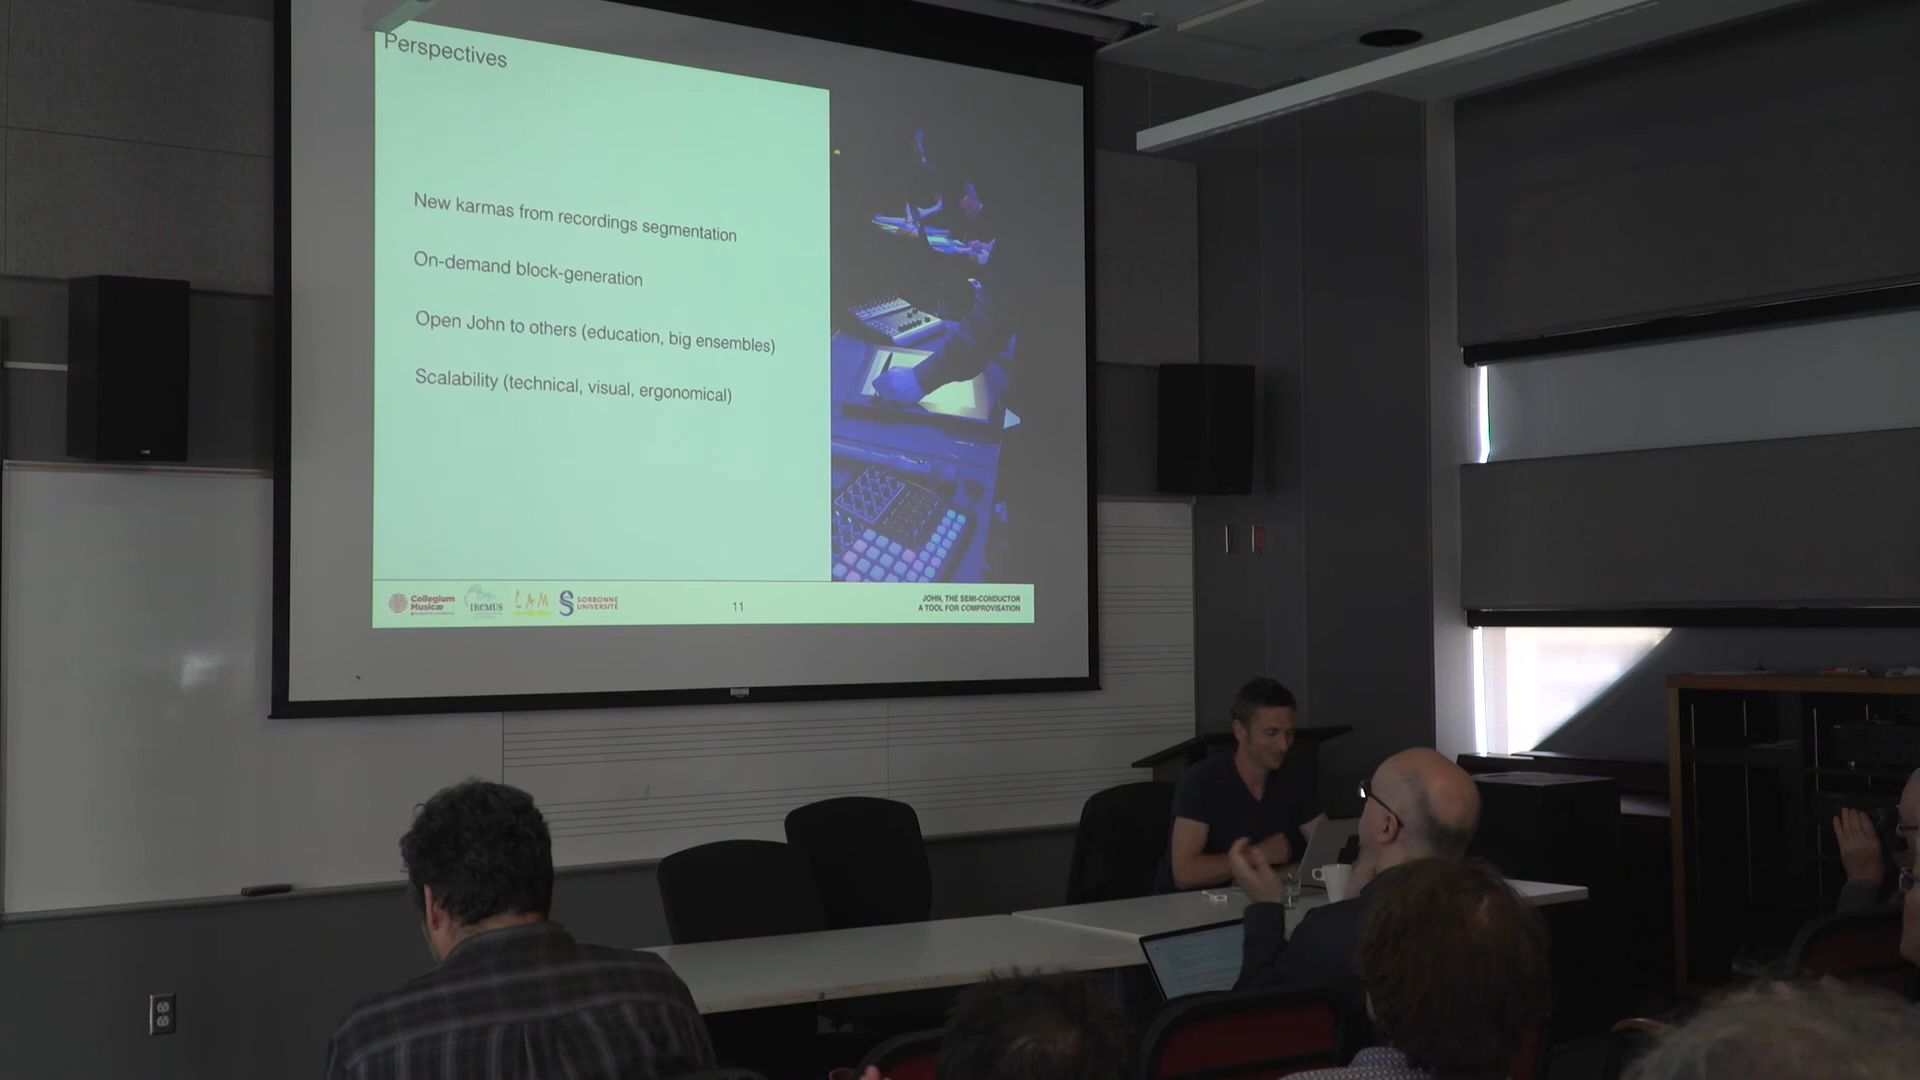 Perspectives
New karmas from recordings segmentation
On-demand block-generation
Open John to others (education, big ensembles)
Scalability (technical, visual, ergonomical)
Collegium
Musicæ
IReMUS
LAM
SORBONNE
UNIVERSITÉ
11
JOHN, THE SEMI-CONDUCTOR
A TOOL FOR COMPROVISATION